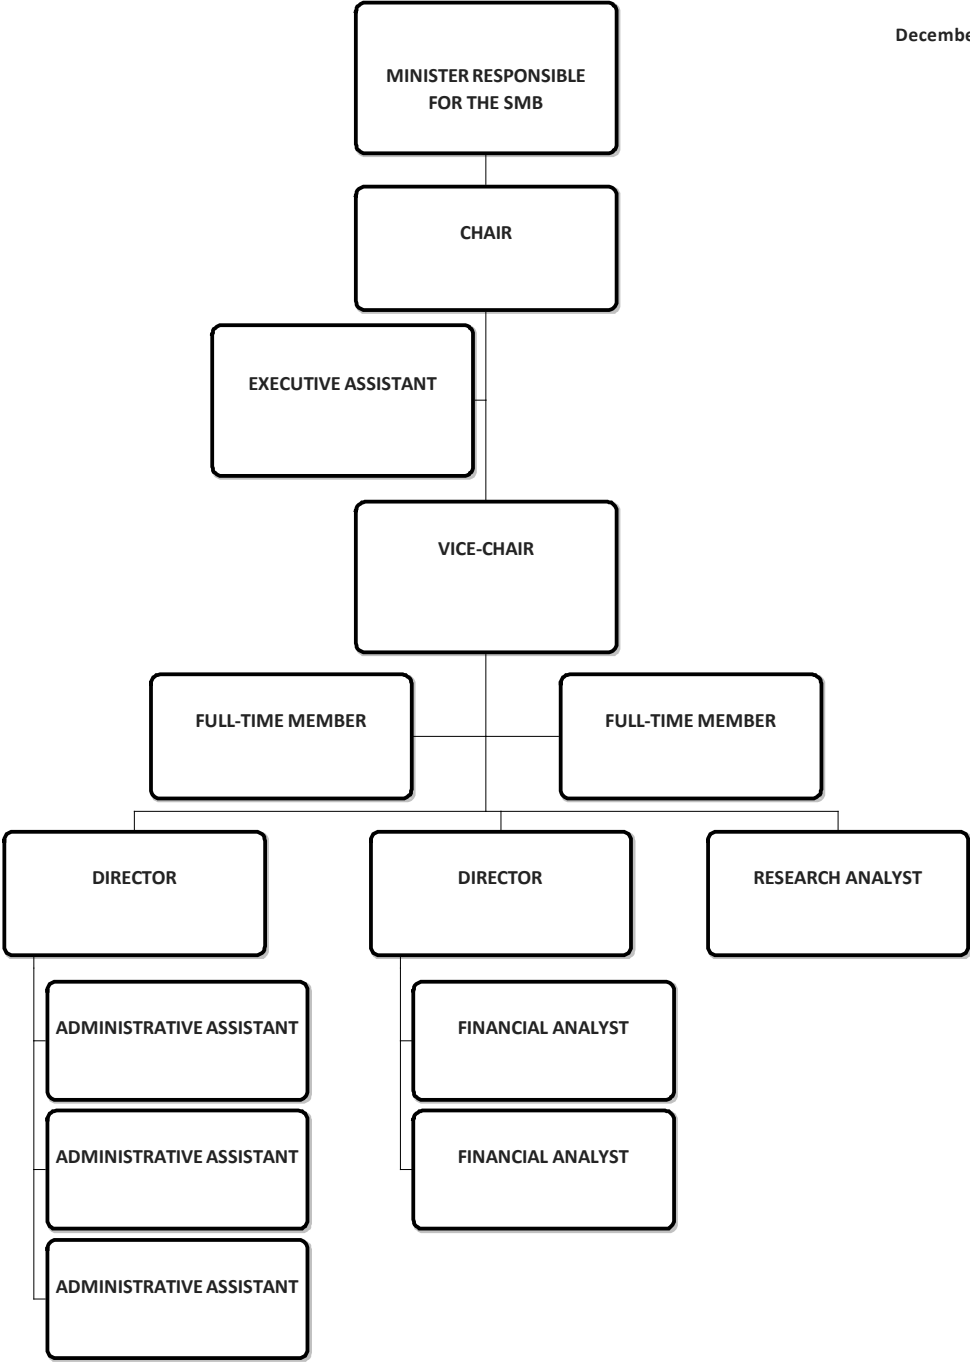 Decembe
MINISTER RESPONSIBLE
FOR THE SMB
CHAIR
EXECUTIVE ASSISTANT
VICE-CHAIR
FULL-TIME MEMBER
FULL-TIME MEMBER
DIRECTOR
DIRECTOR
RESEARCH ANALYST
ADMINISTRATIVE ASSISTANT
FINANCIAL ANALYST
ADMINISTRATIVE ASSISTANT
FINANCIAL ANALYST
ADMINISTRATIVE ASSISTANT